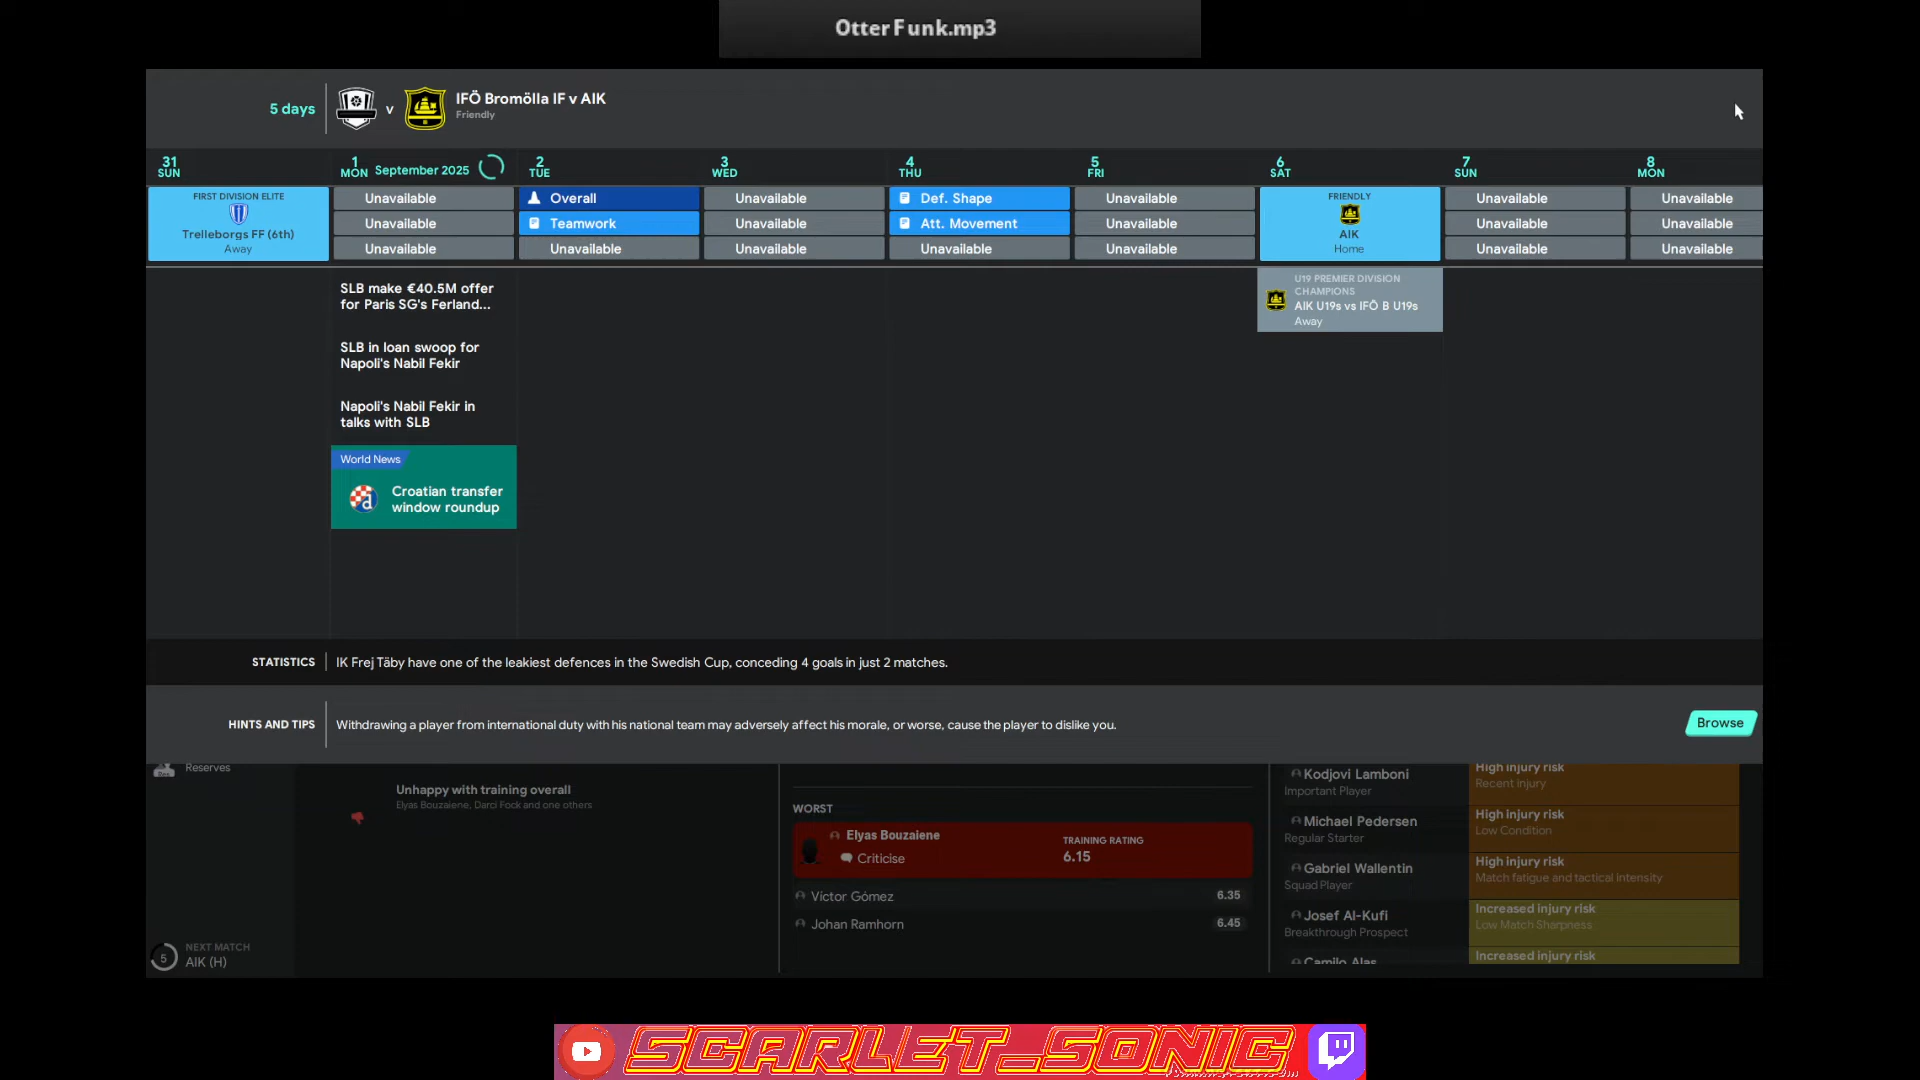 Otter Funk.mp3
5 days
v
IFÖ Bromölla IF v AIK
Friendly
31 SUN
1 MON September 2025
2 TUE
3 WED
4 THU
5 FRI
6 SAT
7 SUN
8 MON
FIRST DIVISION ELITE
Trelleborgs FF (6th)
Away
Unavailable
Unavailable
Unavailable
Overall
Teamwork
Unavailable
Unavailable
Unavailable
Unavailable
Def. Shape
Att. Movement
Unavailable
Unavailable
Unavailable
Unavailable
FRIENDLY
AIK
Home
Unavailable
Unavailable
Unavailable
Unavailable
Unavailable
Unavailable
SLB make €40.5M offer
for Paris SG's Ferland...
SLB in loan swoop for
Napoli's Nabil Fekir
Napoli's Nabil Fekir in
talks with SLB
World News
Croatian transfer
window roundup
U19 PREMIER DIVISION
CHAMPIONS
AIK U19s vs IFÖ B U19s
Away
STATISTICS
IK Frej Täby have one of the leakiest defences in the Swedish Cup, conceding 4 goals in just 2 matches.
HINTS AND TIPS
Withdrawing a player from international duty with his national team may adversely affect his morale, or worse, cause the player to dislike you.
Browse
Reserves
Unhappy with training overall
Elyas Bouzaiene, Darci Fock and one others
WORST
Elyas Bouzaiene
Criticise
TRAINING RATING
6.15
Víctor Gómez
6.35
Johan Ramhorn
6.45
Kodjovi Lamboni
Important Player
High injury risk
Recent injury
Michael Pedersen
Regular Starter
High injury risk
Low Condition
Gabriel Wallentin
Squad Player
High injury risk
Match fatigue and tactical intensity
Josef Al-Kufi
Breakthrough Prospect
Increased injury risk
Low Match Sharpness
Camilo Alas
Increased injury risk
5
NEXT MATCH
AIK (H)
SCARLET_SONIC